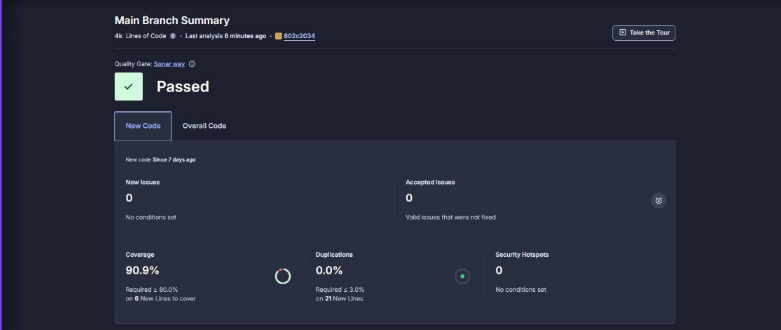 Main Branch Summary
4k Lines of Code • Last analysis 6 minutes ago • 602c2034
Take the Tour
Quality Gate: Sonar way
Passed
New Code Overall Code
New code Since 7 days ago
New Issues
0
No conditions set
Accepted Issues
0
Valid issues that were not fixed
Coverage
90.9%
Required ≥ 80.0%
on 6 New Lines to cover
Duplications
0.0%
Required ≤ 3.0%
on 21 New Lines
Security Hotspots
0
No conditions set